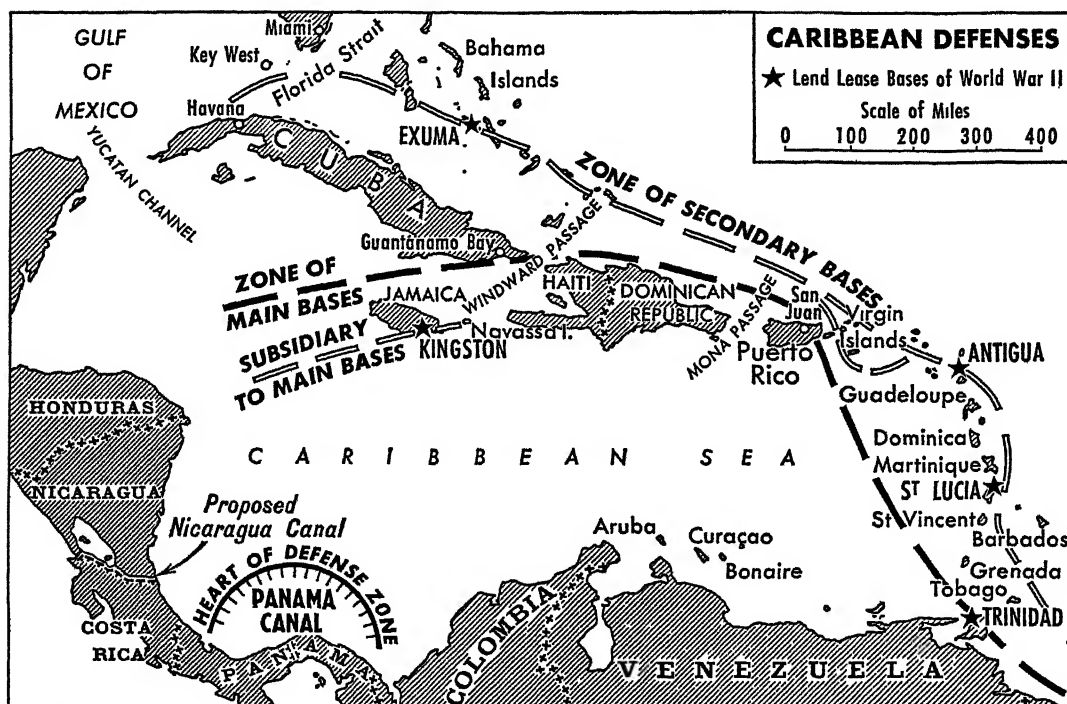 CARIBBEAN DEFENSES
★ Lend Lease Bases of World War II
Scale of Miles
0 100 200 300 400
GULF
OF
MEXICO
Miami
Key West
Florida Strait
Bahama
Islands
Havana
YUCATAN CHANNEL
CUBA
EXUMA
ZONE OF SECONDARY BASES
Guantánamo Bay
WINDWARD PASSAGE
ZONE OF
MAIN BASES
JAMAICA
HAITI
DOMINICAN
REPUBLIC
MONA PASSAGE
San
Juan
Virgin
Islands
SUBSIDIARY
TO MAIN BASES
KINGSTON
Navassa I.
Puerto
Rico
ANTIGUA
Guadeloupe
HONDURAS
Dominica
Martinique
CARIBBEAN SEA
ST LUCIA
NICARAGUA
Proposed
Nicaragua Canal
St Vincent
Barbados
Aruba
Curaçao
Bonaire
Grenada
Tobago
TRINIDAD
HEART OF DEFENSE ZONE
PANAMA
CANAL
COSTA
RICA
PANAMA
COLOMBIA
VENEZUELA